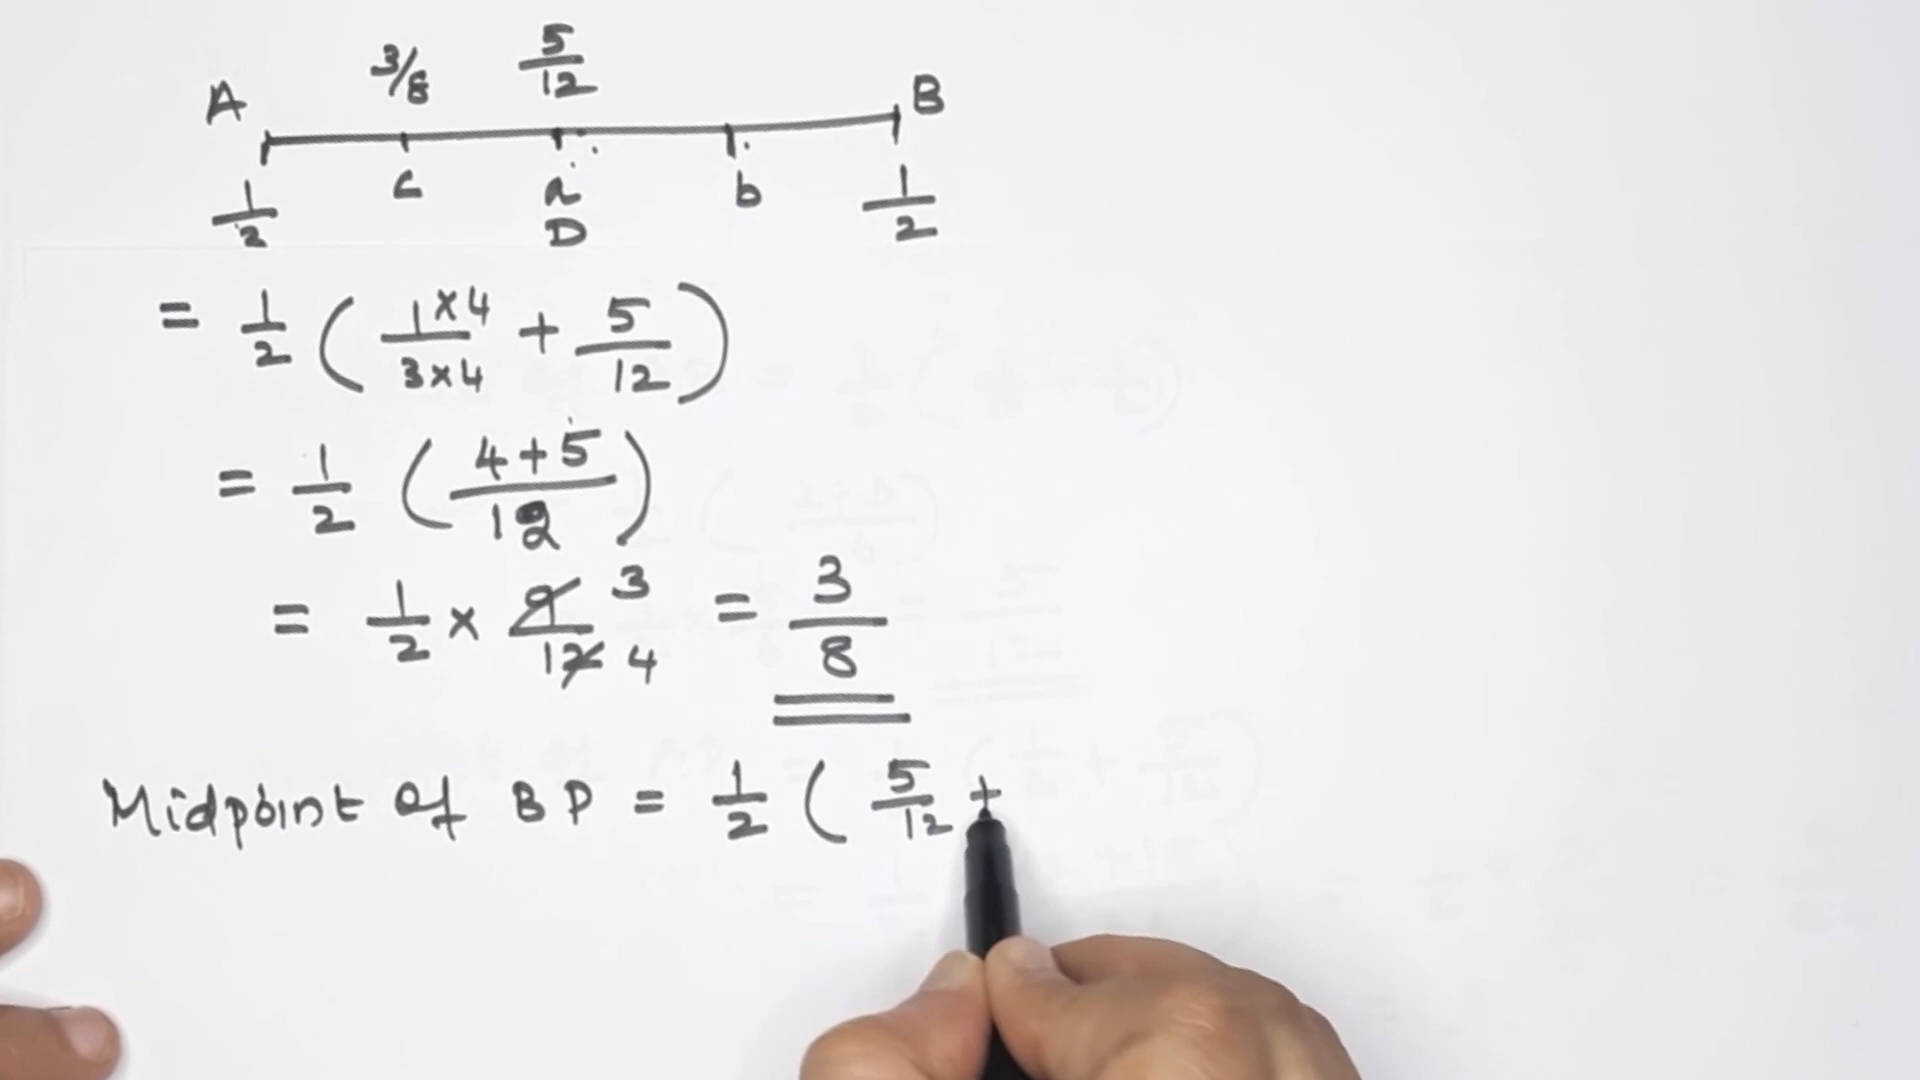 3/8 5/12
A B
c a b
1/2 D 1/2
= 1/2 ( 1×4/3×4 + 5/12 )
= 1/2 ( 4+5/12 )
= 1/2 × 9/12 3/4 = 3/8
Midpoint of BD = 1/2 ( 5/12 +